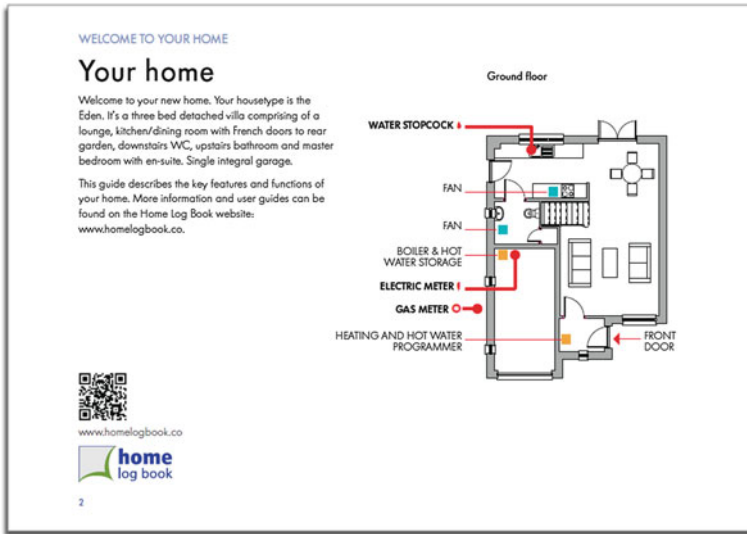 WELCOME TO YOUR HOME
Your home
Welcome to your new home. Your housetype is the
Eden. It's a three bed detached villa comprising of a
lounge, kitchen/dining room with French doors to rear
garden, downstairs WC, upstairs bathroom and master
bedroom with en-suite. Single integral garage.
This guide describes the key features and functions of
your home. More information and user guides can be
found on the Home Log Book website:
www.homelogbook.co.
www.homelogbook.co
home
log book
2
Ground floor
WATER STOPCOCK
FAN
FAN
BOILER & HOT
WATER STORAGE
ELECTRIC METER
GAS METER
HEATING AND HOT WATER
PROGRAMMER
FRONT
DOOR